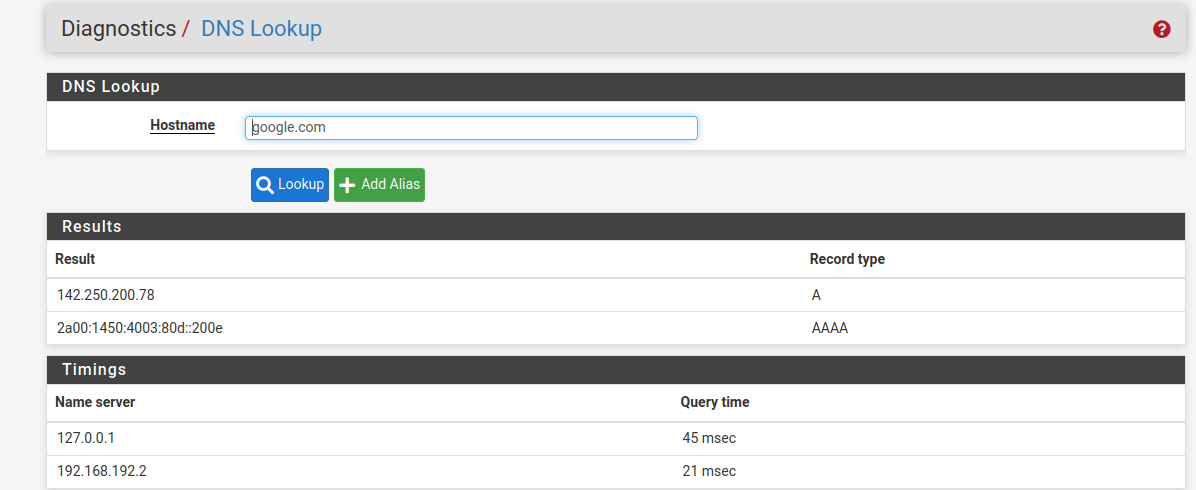 Diagnostics / DNS Lookup
?
DNS Lookup
Hostname google.com
Lookup Add Alias
Results
Result Record type
142.250.200.78 A
2a00:1450:4003:80d::200e AAAA
Timings
Name server Query time
127.0.0.1 45 msec
192.168.192.2 21 msec